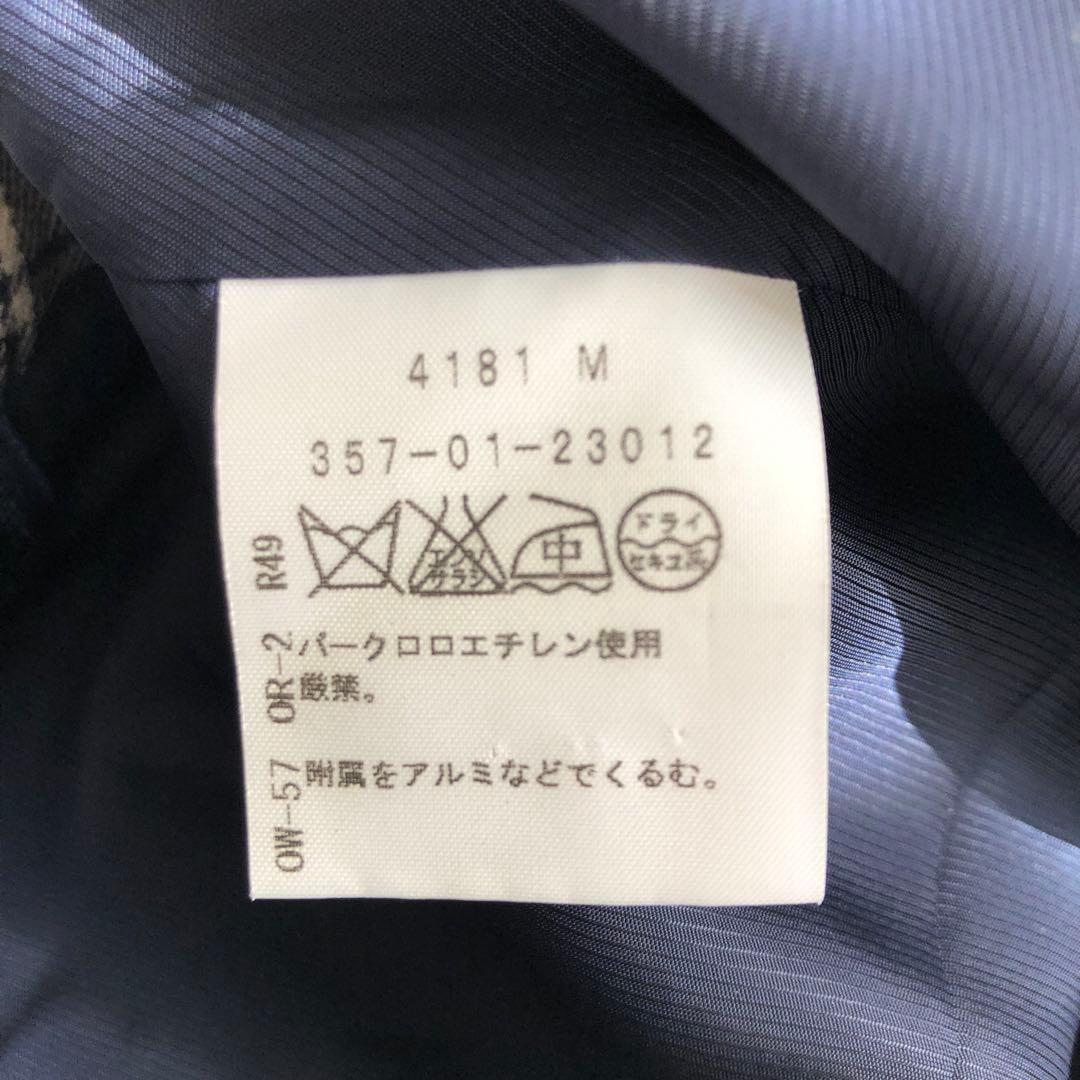 4181 M
357-01-23012
エンソ
サラシ
中
ドライ
セキユ系
パークロロエチレン使用
厳禁。
附属をアルミなどでくるむ。
R49
OR-2
OW-57